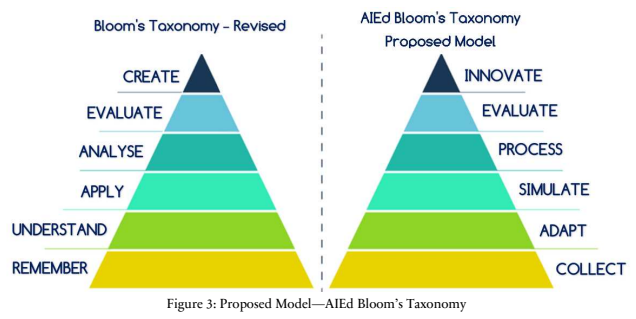 Bloom's Taxonomy - Revised
CREATE
EVALUATE
ANALYSE
APPLY
UNDERSTAND
REMEMBER
AIEd Bloom's Taxonomy
Proposed Model
INNOVATE
EVALUATE
PROCESS
SIMULATE
ADAPT
COLLECT
Figure 3: Proposed Model—AIEd Bloom's Taxonomy